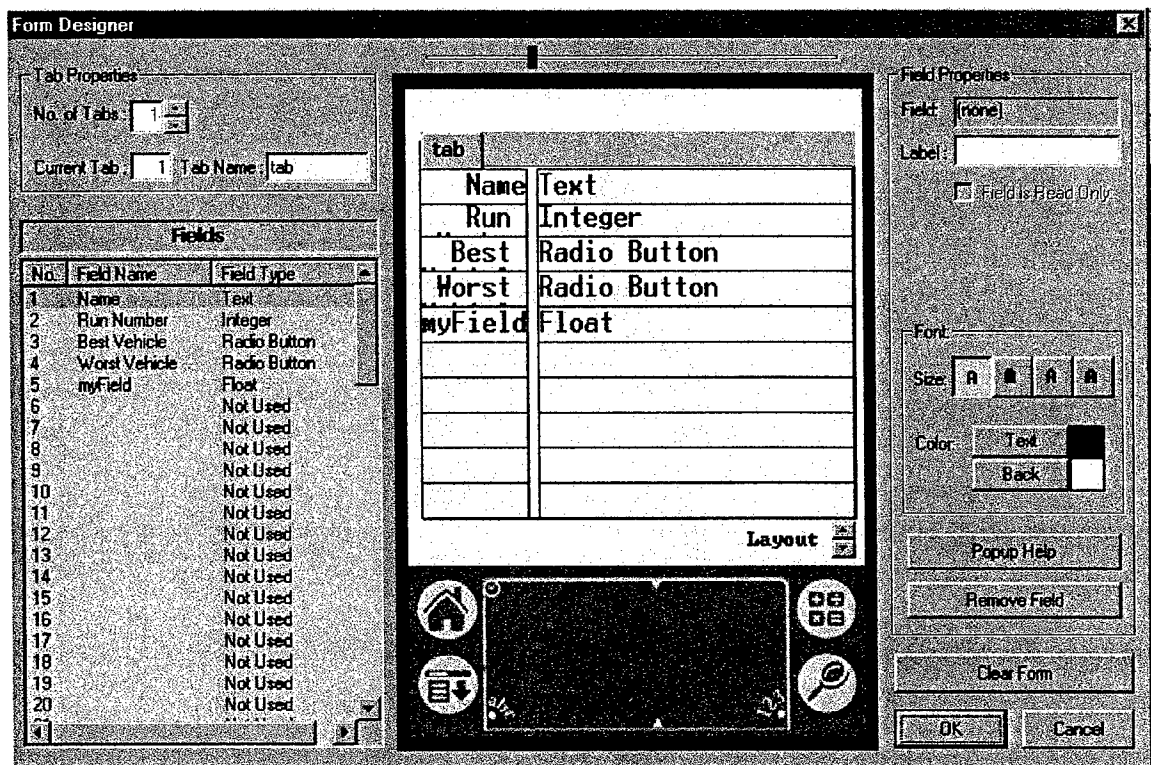 Form Designer
Tab Properties
No. of Tabs : 1
Current Tab : 1 Tab Name : tab
Fields
No. Field Name Field Type
1 Name Text
2 Run Number Integer
3 Best Vehicle Radio Button
4 Worst Vehicle Radio Button
5 myField Float
6 Not Used
7 Not Used
8 Not Used
9 Not Used
10 Not Used
11 Not Used
12 Not Used
13 Not Used
14 Not Used
15 Not Used
16 Not Used
17 Not Used
18 Not Used
19 Not Used
20 Not Used
tab
Name Text
Run Integer
Best Radio Button
Worst Radio Button
myField Float
Layout
abc
123
Field Properties
Field: (none)
Label :
Field is Read Only
Font
Size: A A A A
Color: Text
Back
Popup Help
Remove Field
Clear Form
OK Cancel